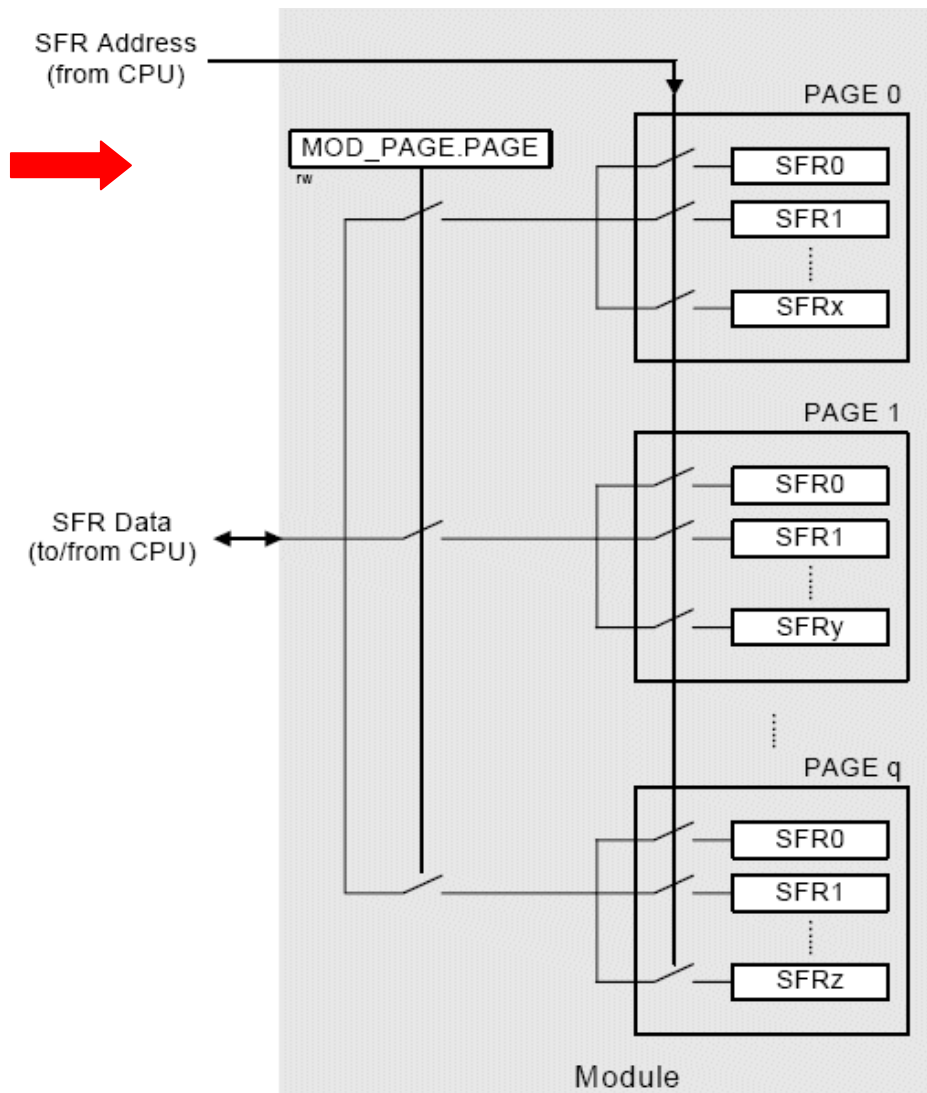 SFR Address
(from CPU)
PAGE 0
MOD_PAGE.PAGE
rw
SFR0
SFR1
SFRx
PAGE 1
SFR0
SFR1
SFRy
SFR Data
(to/from CPU)
PAGE q
SFR0
SFR1
SFRz
Module